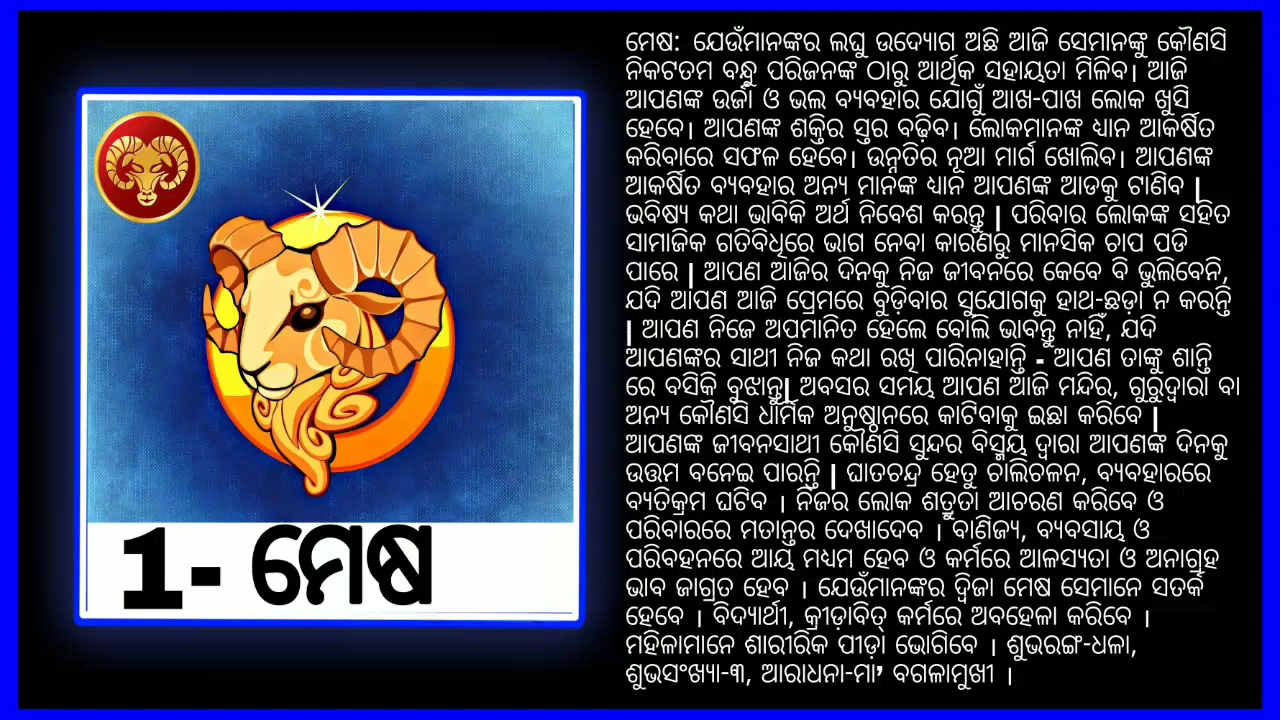 1- ମେଷ
ମେଷ: ଯେଉଁମାନଙ୍କର ଲଘୁ ଉଦ୍ୟୋଗ ଅଛି ଆଜି ସେମାନଙ୍କୁ କୌଣସି
ନିକଟତମ ବନ୍ଧୁ ପରିଜନଙ୍କ ଠାରୁ ଆର୍ଥିକ ସହାୟତା ମିଳିବ। ଆଜି
ଆପଣଙ୍କ ଉର୍ଜା ଓ ଭଲ ବ୍ୟବହାର ଯୋଗୁଁ ଆଖ-ପାଖ ଲୋକ ଖୁସି
ହେବେ। ଆପଣଙ୍କ ଶକ୍ତିର ସ୍ତର ବଢ଼ିବ। ଲୋକମାନଙ୍କ ଧ୍ୟାନ ଆକର୍ଷିତ
କରିବାରେ ସଫଳ ହେବେ। ଉନ୍ନତିର ନୂଆ ମାର୍ଗ ଖୋଲିବ। ଆପଣଙ୍କ
ଆକର୍ଷିତ ବ୍ୟବହାର ଅନ୍ୟ ମାନଙ୍କ ଧ୍ୟାନ ଆପଣଙ୍କ ଆଡକୁ ଟାଣିବ |
ଭବିଷ୍ୟ କଥା ଭାବିକି ଅର୍ଥ ନିବେଶ କରନ୍ତୁ | ପରିବାର ଲୋକଙ୍କ ସହିତ
ସାମାଜିକ ଗତିବିଧିରେ ଭାଗ ନେବା କାରଣରୁ ମାନସିକ ଚାପ ପଡି
ପାରେ | ଆପଣ ଆଜିର ଦିନକୁ ନିଜ ଜୀବନରେ କେବେ ବି ଭୁଲିବେନି,
ଯଦି ଆପଣ ଆଜି ପ୍ରେମରେ ବୁଡ଼ିବାର ସୁଯୋଗକୁ ହାଥ-ଛଡ଼ା ନ କରନ୍ତି
| ଆପଣ ନିଜେ ଅପମାନିତ ହେଲେ ବୋଲି ଭାବନ୍ତୁ ନାହିଁ, ଯଦି
ଆପଣଙ୍କର ସାଥୀ ନିଜ କଥା ରଖି ପାରିନାହାନ୍ତି - ଆପଣ ତାଙ୍କୁ ଶାନ୍ତି
ରେ ବସିକି ବୁଝାନ୍ତୁ| ଅବସର ସମୟ ଆପଣ ଆଜି ମନ୍ଦିର, ଗୁରୁଦ୍ୱାରା ବା
ଅନ୍ୟ କୌଣସି ଧାର୍ମିକ ଅନୁଷ୍ଠାନରେ କାଟିବାକୁ ଇଛା କରିବେ |
ଆପଣଙ୍କ ଜୀବନସାଥୀ କୌଣସି ସୁନ୍ଦର ବିସ୍ମୟ ଦ୍ୱାରା ଆପଣଙ୍କ ଦିନକୁ
ଉତ୍ତମ ବନେଇ ପାରନ୍ତି | ଘାତଚନ୍ଦ୍ର ହେତୁ ଚାଲିଚଳନ, ବ୍ୟବହାରରେ
ବ୍ୟତିକ୍ରମ ଘଟିବ । ନିଜର ଲୋକ ଶତ୍ରୁତା ଆଚରଣ କରିବେ ଓ
ପରିବାରରେ ମତାନ୍ତର ଦେଖାଦେବ । ବାଣିଜ୍ୟ, ବ୍ୟବସାୟ ଓ
ପରିବହନରେ ଆୟ ମଧ୍ୟମ ହେବ ଓ କର୍ମରେ ଆଳସ୍ୟତା ଓ ଅନାଗ୍ରହ
ଭାବ ଜାଗ୍ରତ ହେବ । ଯେଉଁମାନଙ୍କର ଦ୍ୱିଜା ମେଷ ସେମାନେ ସତର୍କ
ହେବେ । ବିଦ୍ୟାର୍ଥୀ, କ୍ରୀଡ଼ାବିତ୍ କର୍ମରେ ଅବହେଳା କରିବେ ।
ମହିଳାମାନେ ଶାରୀରିକ ପୀଡ଼ା ଭୋଗିବେ । ଶୁଭରଙ୍ଗ-ଧଳା,
ଶୁଭସଂଖ୍ୟା-୩, ଆରାଧନା-ମା’ ବଗଳାମୁଖୀ ।